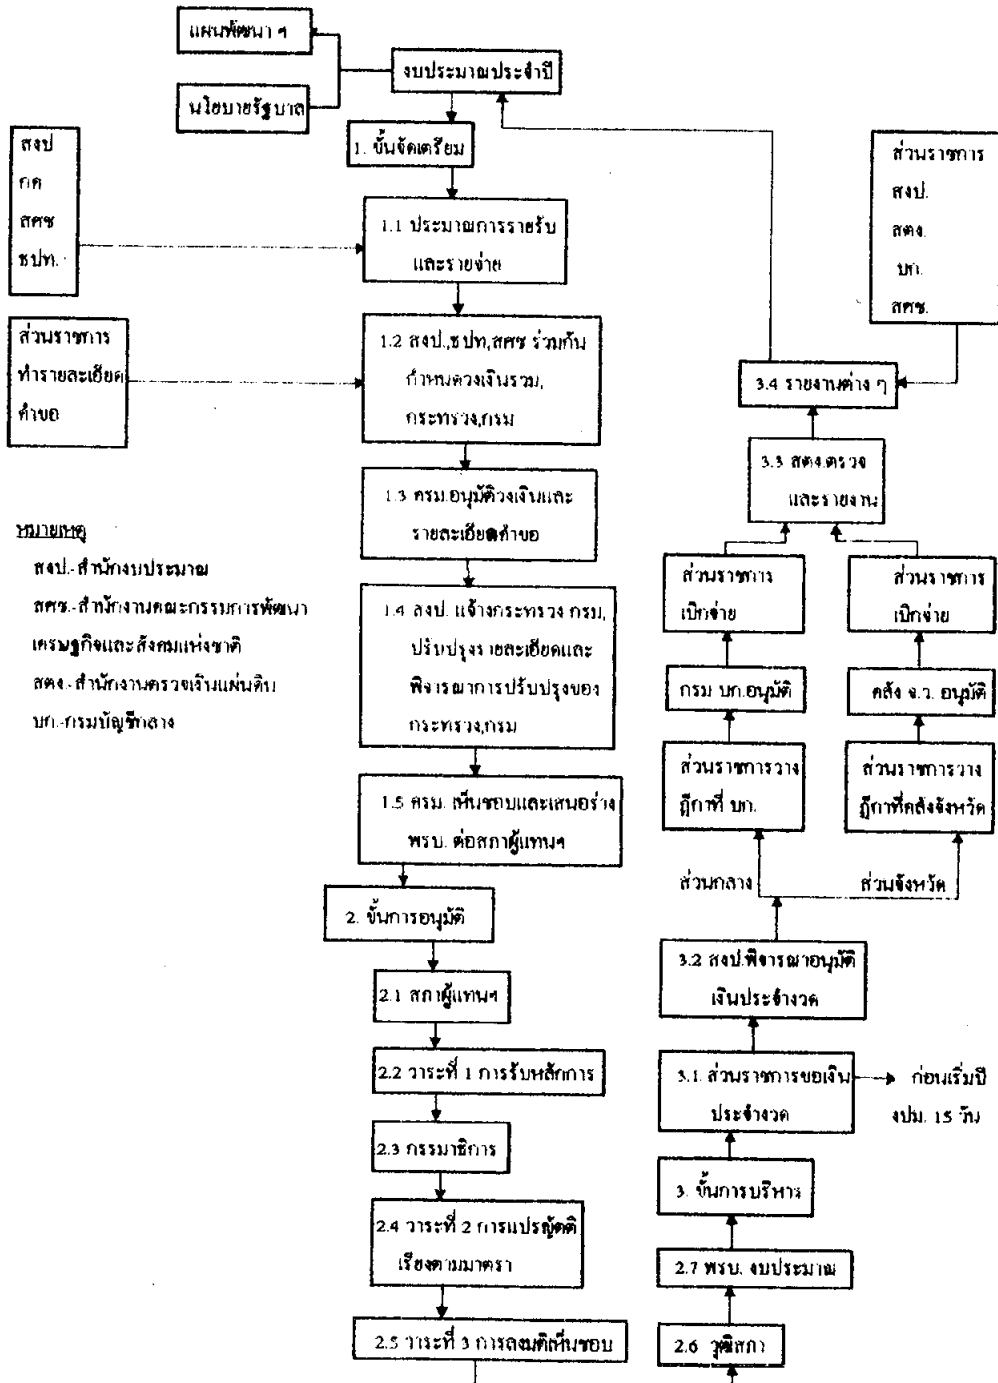 แผนพัฒนา ฯ
งบประมาณประจำปี
นโยบายรัฐบาล
1. ขั้นจัดเตรียม
สงป
กค
สศช
ธปท.
1.1 ประมาณการรายรับ
และรายจ่าย
ส่วนราชการ
ทำรายละเอียด
คำขอ
1.2 สงป.,ธปท,สศช ร่วมกัน
กำหนดวงเงินรวม,
กระทรวง,กรม
1.3 ครม.อนุมัติวงเงินและ
รายละเอียดคำขอ
1.4 สงป. แจ้งกระทรวง กรม,
ปรับปรุงรายละเอียดและ
พิจารณาการปรับปรุงของ
กระทรวง,กรม
1.5 ครม. เห็นชอบและเสนอร่าง
พรบ. ต่อสภาผู้แทนฯ
หมายเหตุ
สงป.-สำนักงบประมาณ
สศช.-สำนักงานคณะกรรมการพัฒนา
เศรษฐกิจและสังคมแห่งชาติ
สตง.-สำนักงานตรวจเงินแผ่นดิน
บก.-กรมบัญชีกลาง
2. ขั้นการอนุมัติ
2.1 สภาผู้แทนฯ
2.2 วาระที่ 1 การรับหลักการ
2.3 กรรมาธิการ
2.4 วาระที่ 2 การแปรญัตติ
เรียงตามมาตรา
2.5 วาระที่ 3 การลงมติเห็นชอบ
2.6 วุฒิสภา
2.7 พรบ. งบประมาณ
3. ขั้นการบริหาร
3.1. ส่วนราชการขอเงิน
ประจำงวด
ก่อนเริ่มปี
งปม. 15 วัน
3.2 สงป.พิจารณาอนุมัติ
เงินประจำงวด
ส่วนกลาง
ส่วนจังหวัด
ส่วนราชการวาง
ฎีกาที่ บก.
ส่วนราชการวาง
ฎีกาที่คลังจังหวัด
กรม บก.อนุมัติ
คลัง จ.ว. อนุมัติ
ส่วนราชการ
เบิกจ่าย
ส่วนราชการ
เบิกจ่าย
3.3 สตง.ตรวจ
และรายงาน
3.4 รายงานต่าง ๆ
ส่วนราชการ
สงป.
สตง.
บก.
สศช.